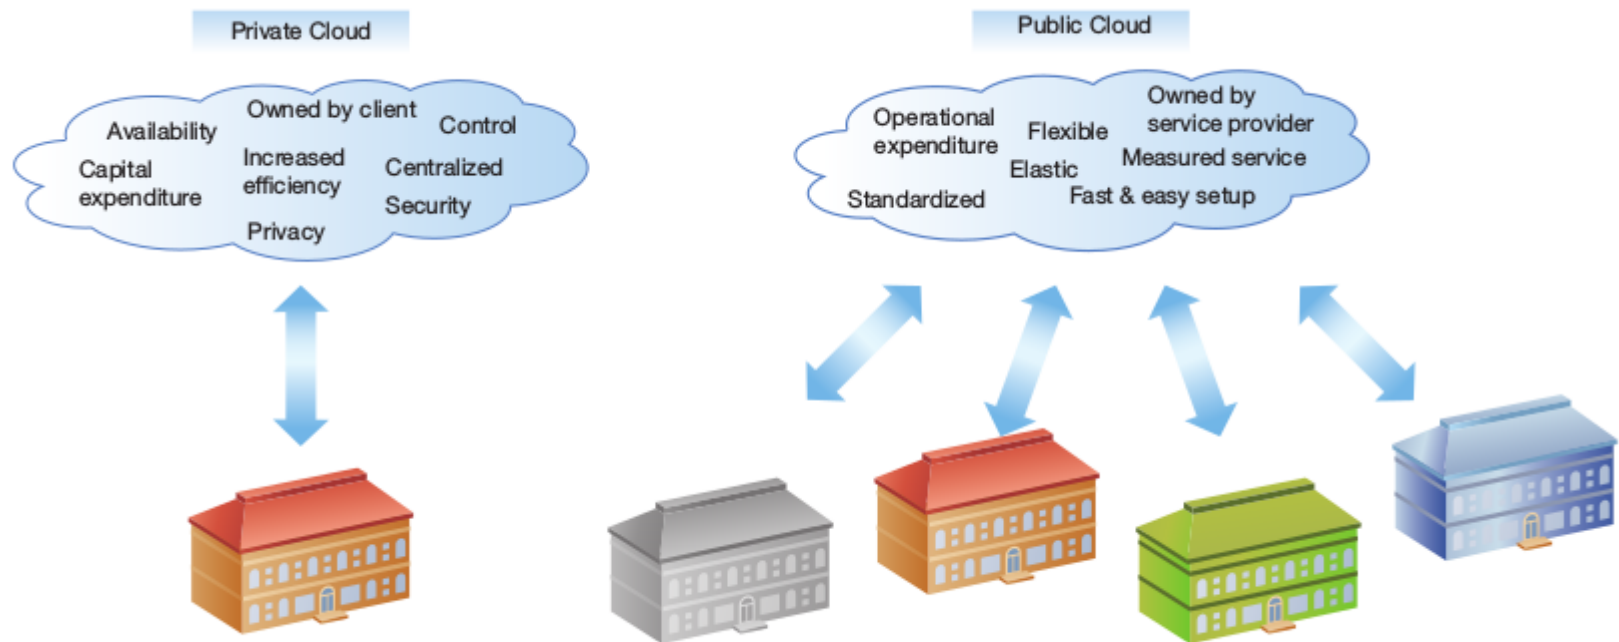 Private Cloud
Owned by client
Availability
Control
Increased
efficiency
Capital
expenditure
Centralized
Security
Privacy
Public Cloud
Operational
expenditure
Flexible
Owned by
service provider
Elastic
Measured service
Standardized
Fast & easy setup